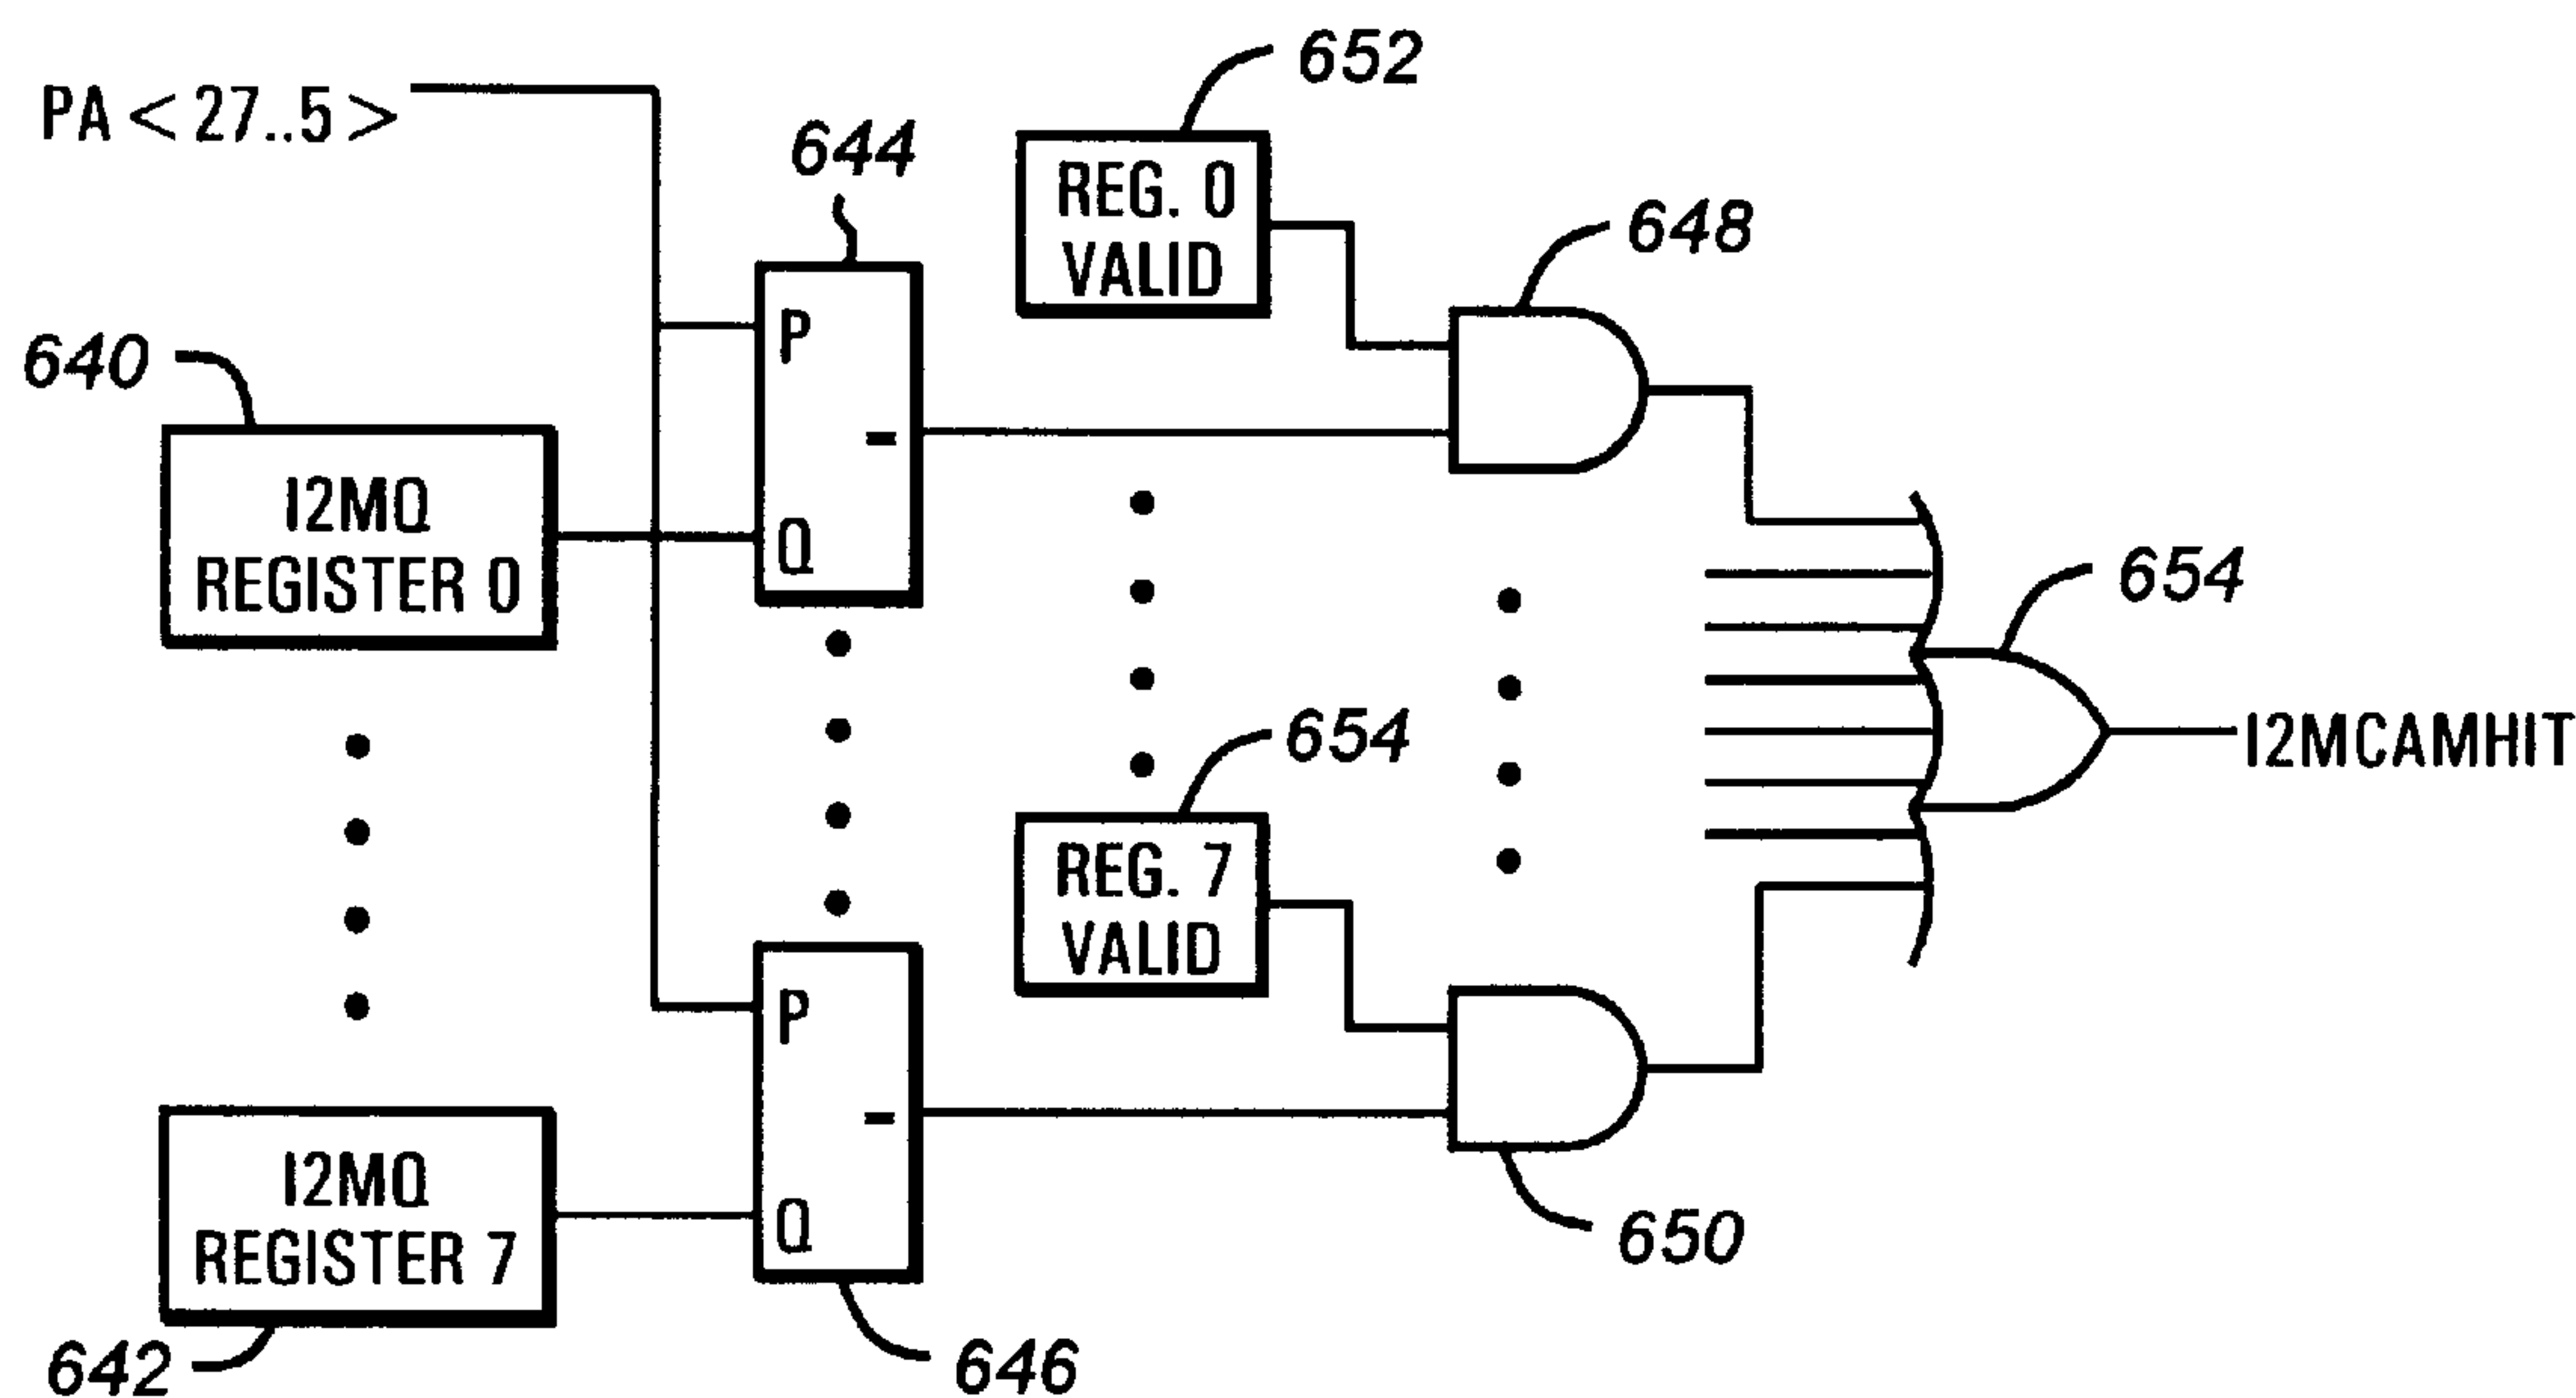 652
PA < 27..5 >
644
REG. 0
VALID
648
640
P
I2MQ
REGISTER 0
=
Q
654
654
I2MCAMHIT
REG. 7
VALID
P
I2MQ
REGISTER 7
=
Q
650
642
646